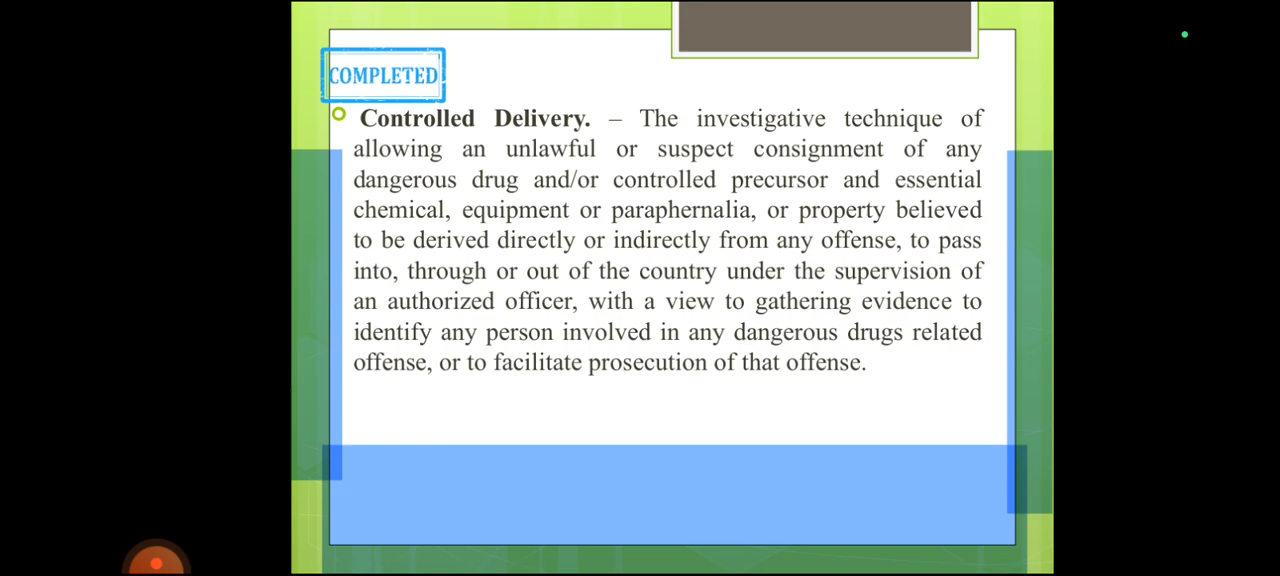 COMPLETED
Controlled Delivery. – The investigative technique of
allowing an unlawful or suspect consignment of any
dangerous drug and/or controlled precursor and essential
chemical, equipment or paraphernalia, or property believed
to be derived directly or indirectly from any offense, to pass
into, through or out of the country under the supervision of
an authorized officer, with a view to gathering evidence to
identify any person involved in any dangerous drugs related
offense, or to facilitate prosecution of that offense.